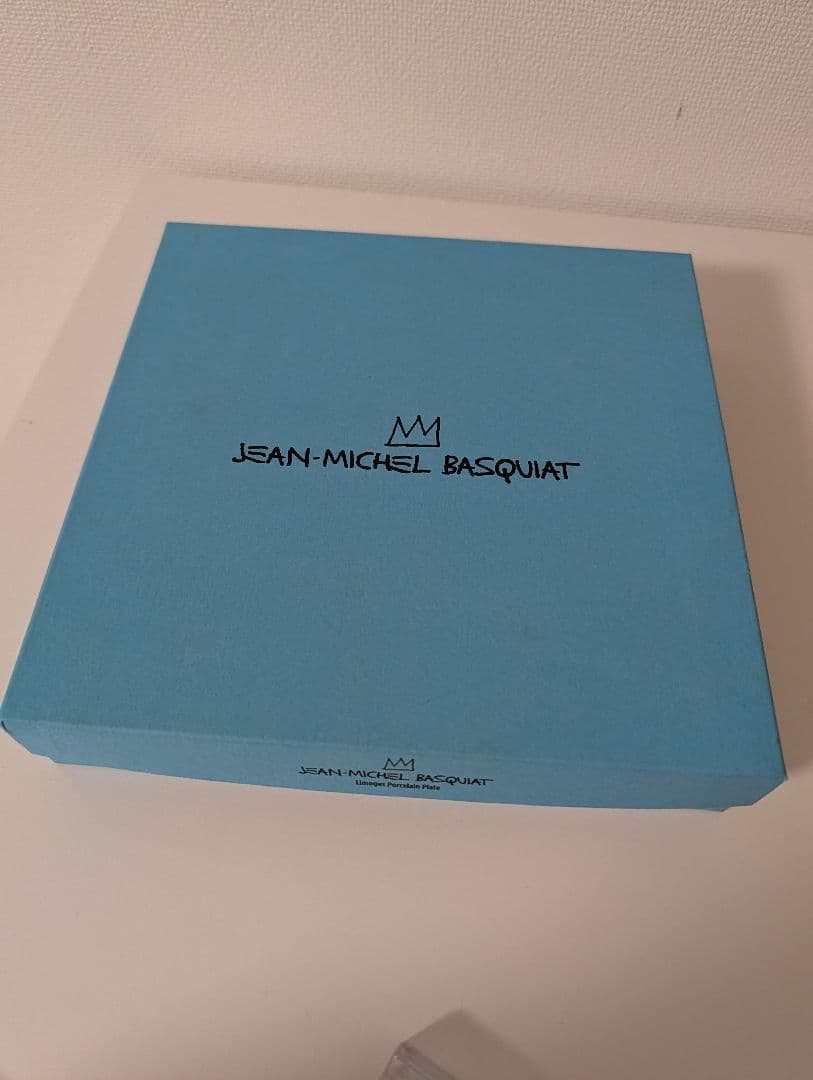 JEAN-MICHEL BASQUIAT
JEAN-MICHEL BASQUIAT
Limoges Porcelain Plate